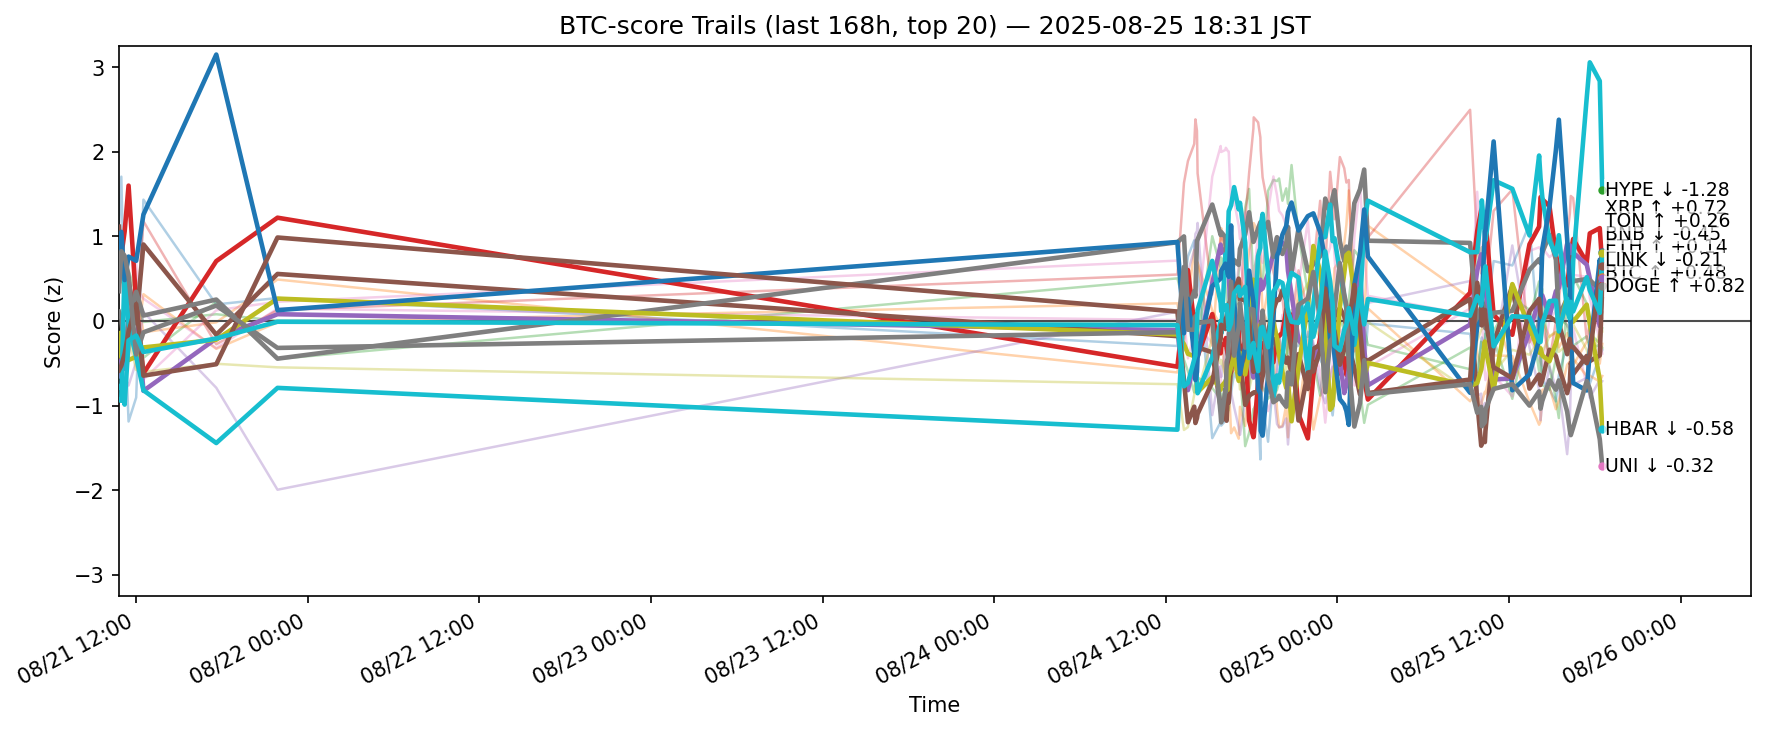 BTC-score Trails (last 168h, top 20) — 2025-08-25 18:31 JST
Score (z)
3
2
1
0
−1
−2
−3
HYPE ↓ -1.28
XRP ↑ +0.72
TON ↑ +0.26
BNB ↓ -0.45
ETH ↑ +0.14
LINK ↓ -0.21
BTC ↑ +0.48
DOGE ↑ +0.82
HBAR ↓ -0.58
UNI ↓ -0.32
08/21 12:00
08/22 00:00
08/22 12:00
08/23 00:00
08/23 12:00
08/24 00:00
08/24 12:00
08/25 00:00
08/25 12:00
08/26 00:00
Time